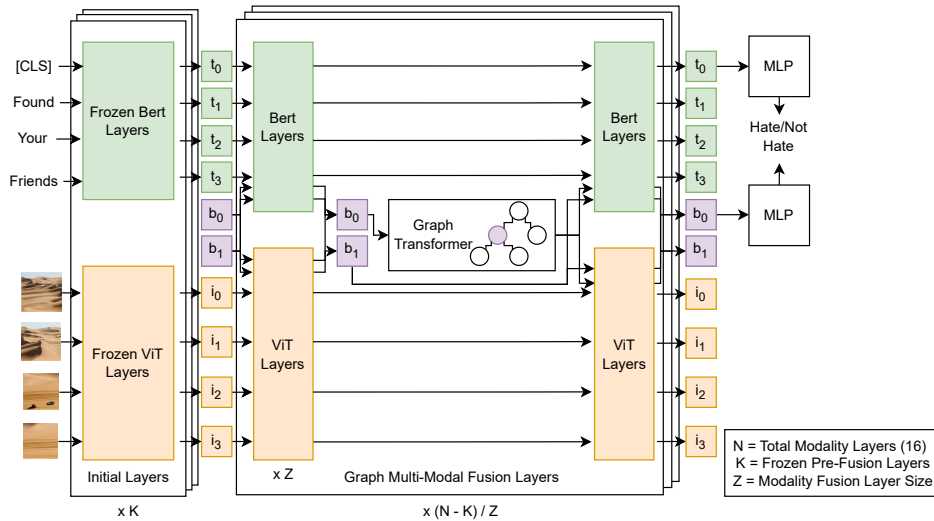 [CLS]
Found
Your
Friends
Frozen Bert
Layers
Frozen ViT
Layers
Initial Layers
x K
t0
t1
t2
t3
b0
b1
i0
i1
i2
i3
Bert
Layers
ViT
Layers
x Z
b0
b1
Graph
Transformer
Graph Multi-Modal Fusion Layers
x (N - K) / Z
Bert
Layers
ViT
Layers
t0
t1
t2
t3
b0
b1
i0
i1
i2
i3
MLP
Hate/Not
Hate
MLP
N = Total Modality Layers (16)
K = Frozen Pre-Fusion Layers
Z = Modality Fusion Layer Size